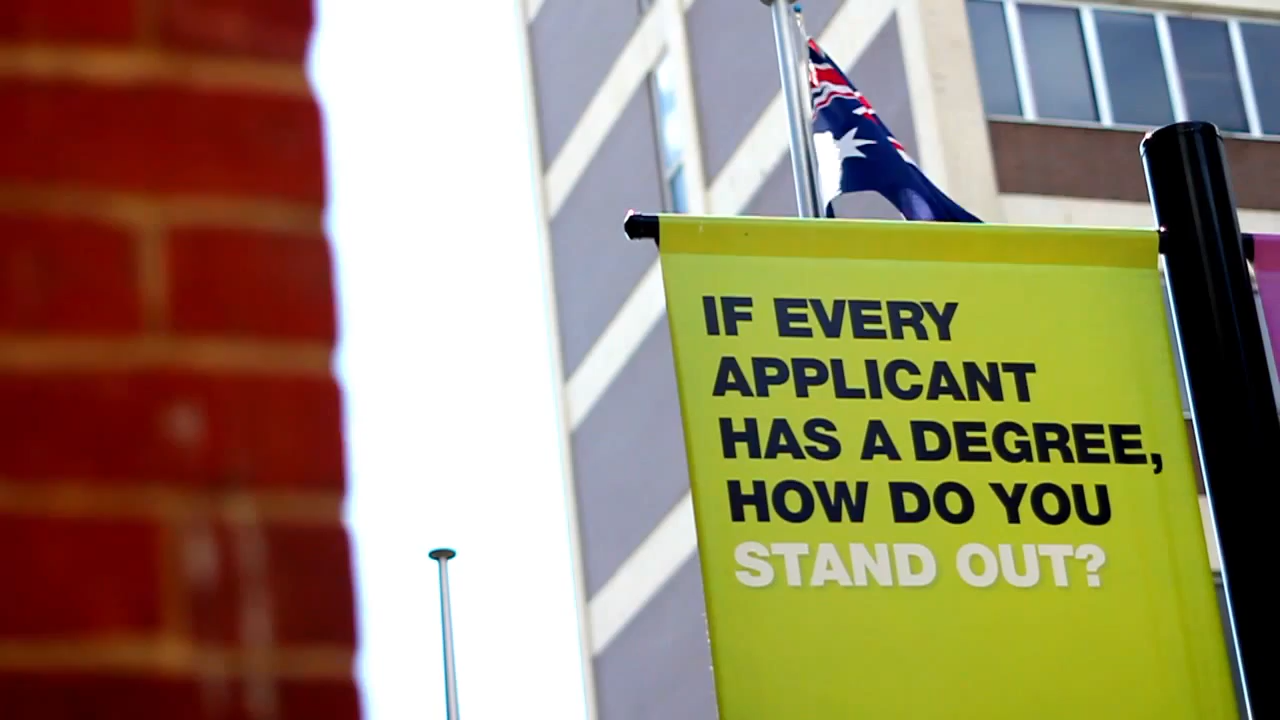 IF EVERY
APPLICANT
HAS A DEGREE,
HOW DO YOU
STAND OUT?